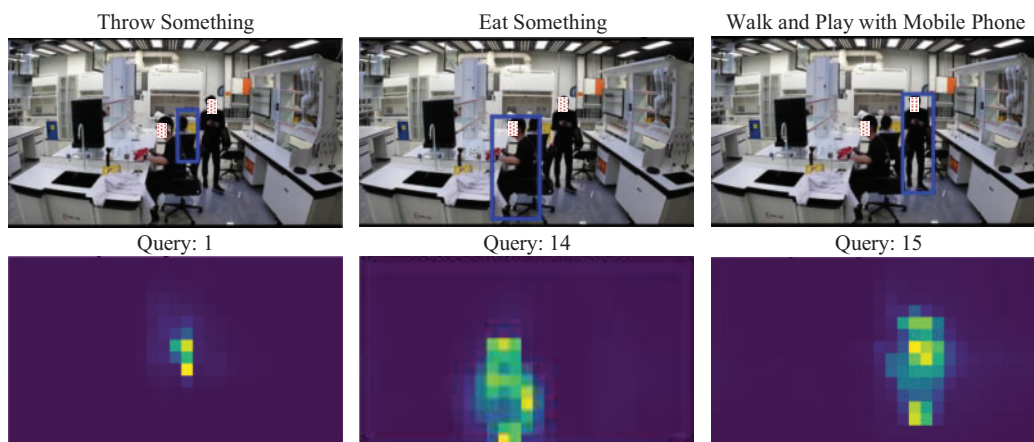 Throw Something
Eat Something
Walk and Play with Mobile Phone
Query: 1
Query: 14
Query: 15